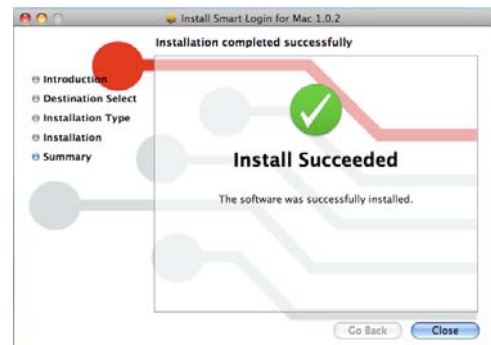 Install Smart Login for Mac 1.0.2
Installation completed successfully
Introduction
Destination Select
Installation Type
Installation
Summary
Install Succeeded
The software was successfully installed.
Go Back
Close